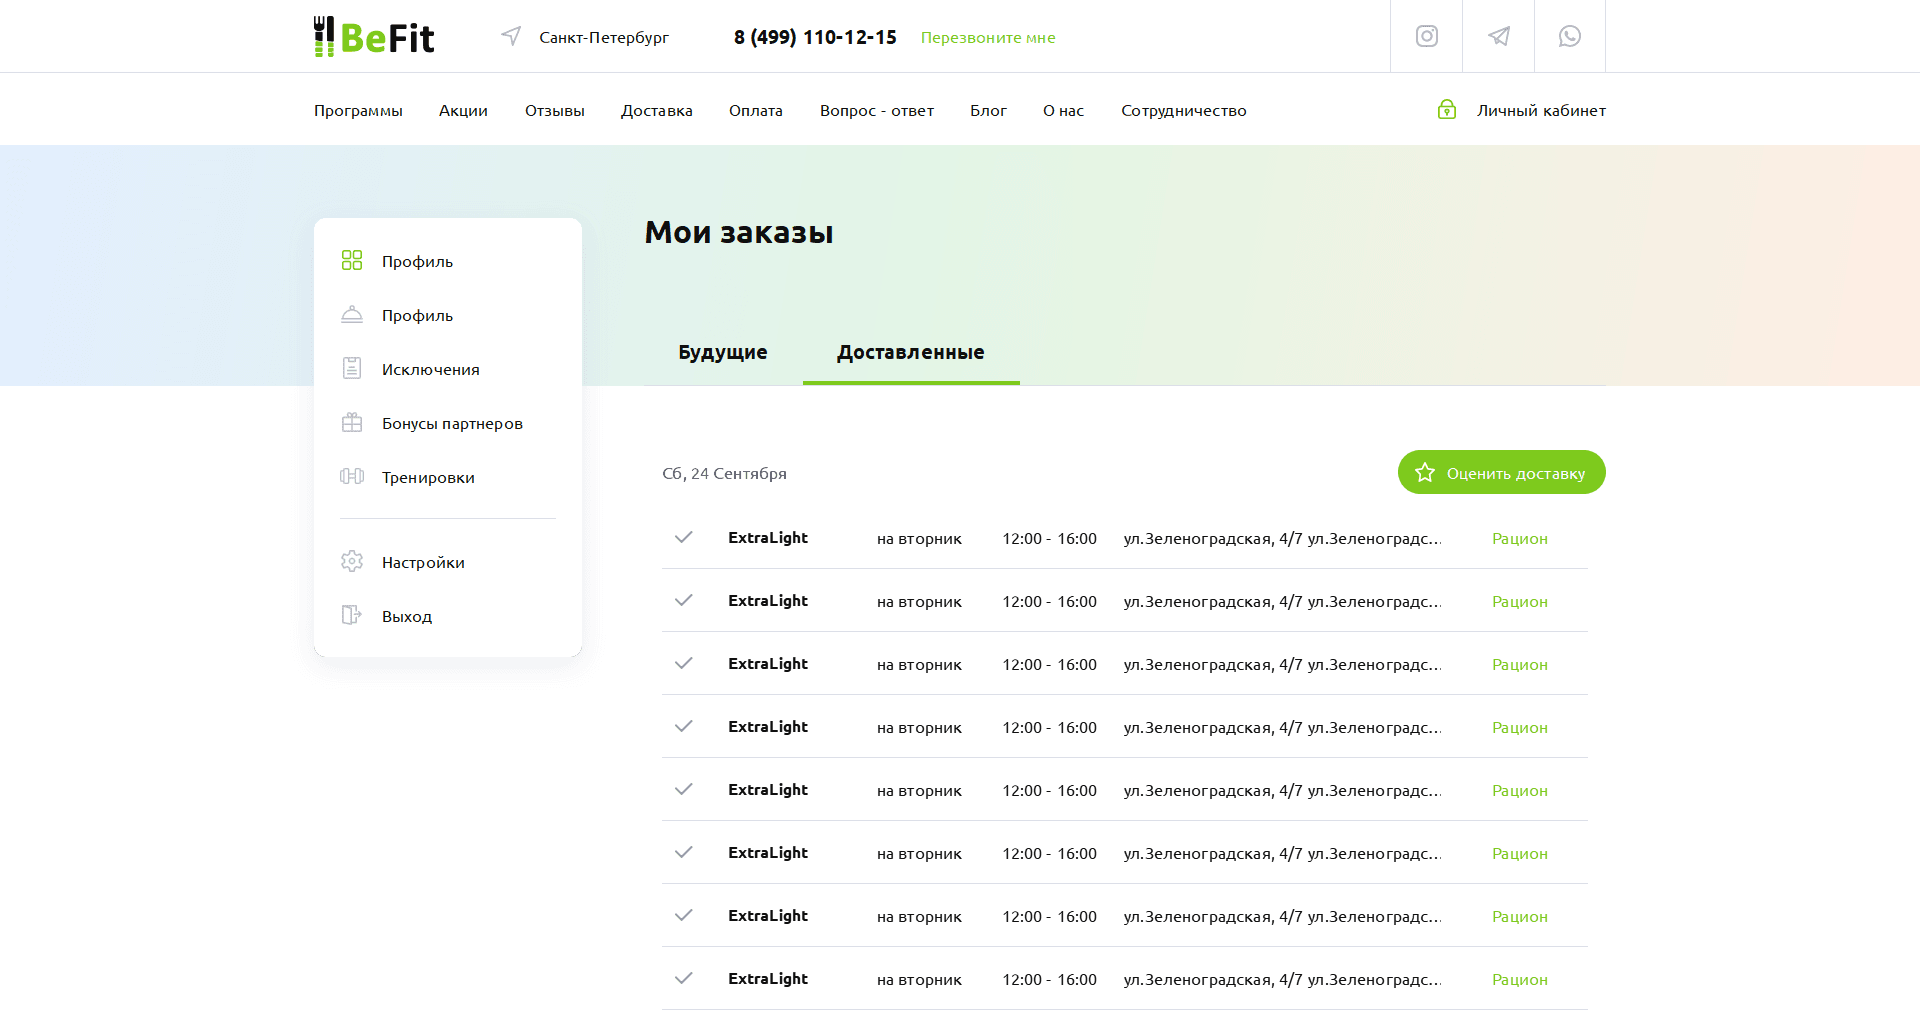 BeFit
Санкт-Петербург
8 (499) 110-12-15
Перезвоните мне
Программы Акции Отзывы Доставка Оплата Вопрос - ответ Блог О нас Сотрудничество Личный кабинет
Профиль
Профиль
Исключения
Бонусы партнеров
Тренировки
Настройки
Выход
Мои заказы
Будущие Доставленные
Сб, 24 Сентября Оценить доставку
ExtraLight на вторник 12:00 - 16:00 ул.Зеленоградская, 4/7 ул.Зеленоградс... Рацион
ExtraLight на вторник 12:00 - 16:00 ул.Зеленоградская, 4/7 ул.Зеленоградс... Рацион
ExtraLight на вторник 12:00 - 16:00 ул.Зеленоградская, 4/7 ул.Зеленоградс... Рацион
ExtraLight на вторник 12:00 - 16:00 ул.Зеленоградская, 4/7 ул.Зеленоградс... Рацион
ExtraLight на вторник 12:00 - 16:00 ул.Зеленоградская, 4/7 ул.Зеленоградс... Рацион
ExtraLight на вторник 12:00 - 16:00 ул.Зеленоградская, 4/7 ул.Зеленоградс... Рацион
ExtraLight на вторник 12:00 - 16:00 ул.Зеленоградская, 4/7 ул.Зеленоградс... Рацион
ExtraLight на вторник 12:00 - 16:00 ул.Зеленоградская, 4/7 ул.Зеленоградс... Рацион